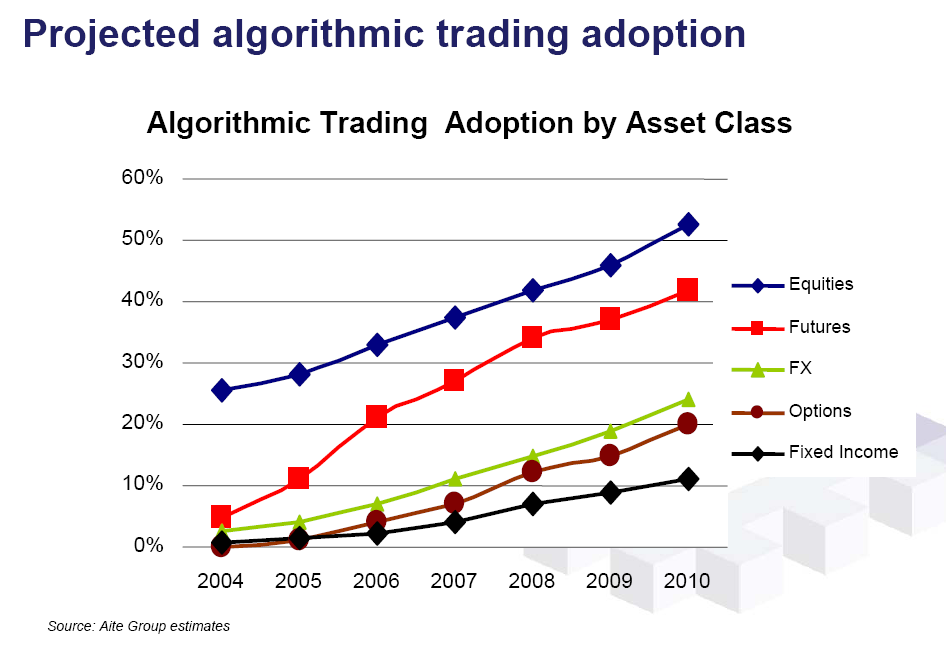 Projected algorithmic trading adoption
Algorithmic Trading Adoption by Asset Class
60%
50%
40%
30%
20%
10%
0%
2004 2005 2006 2007 2008 2009 2010
Equities
Futures
FX
Options
Fixed Income
Source: Aite Group estimates